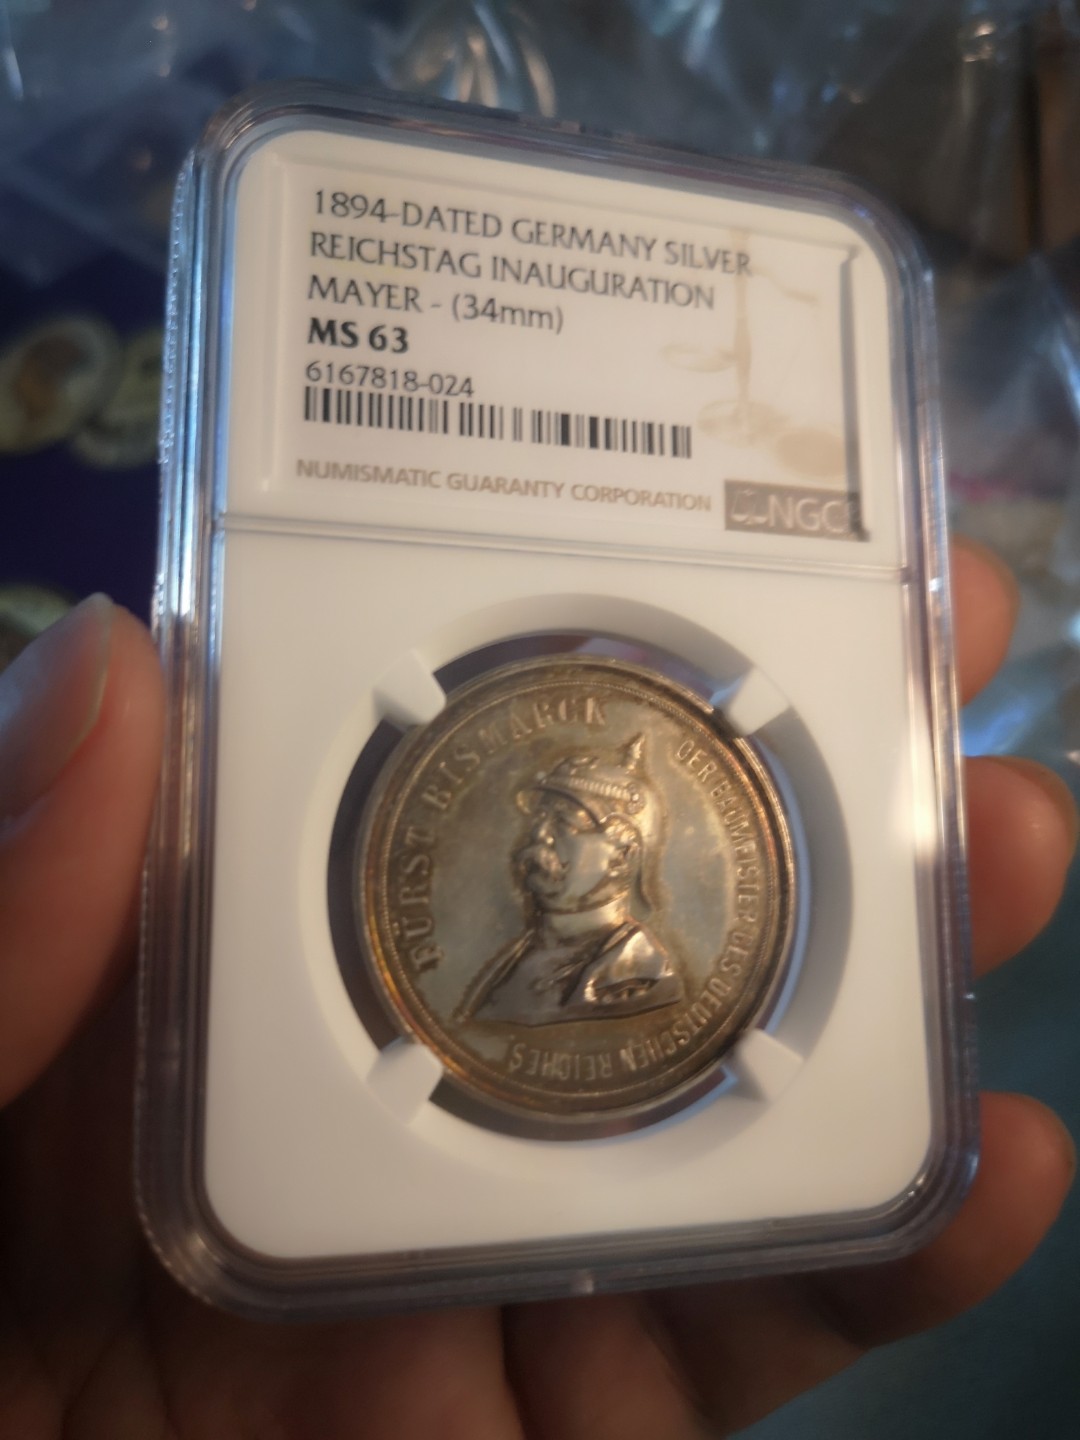 1894-DATED GERMANY SILVER
REICHSTAG INAUGURATION
MAYER - (34mm)
MS 63
6167818-024
NUMISMATIC GUARANTY CORPORATION
NGC
FÜRST BISMARCK
DER BAUMEISTER DES DEUTSCHEN REICHES.